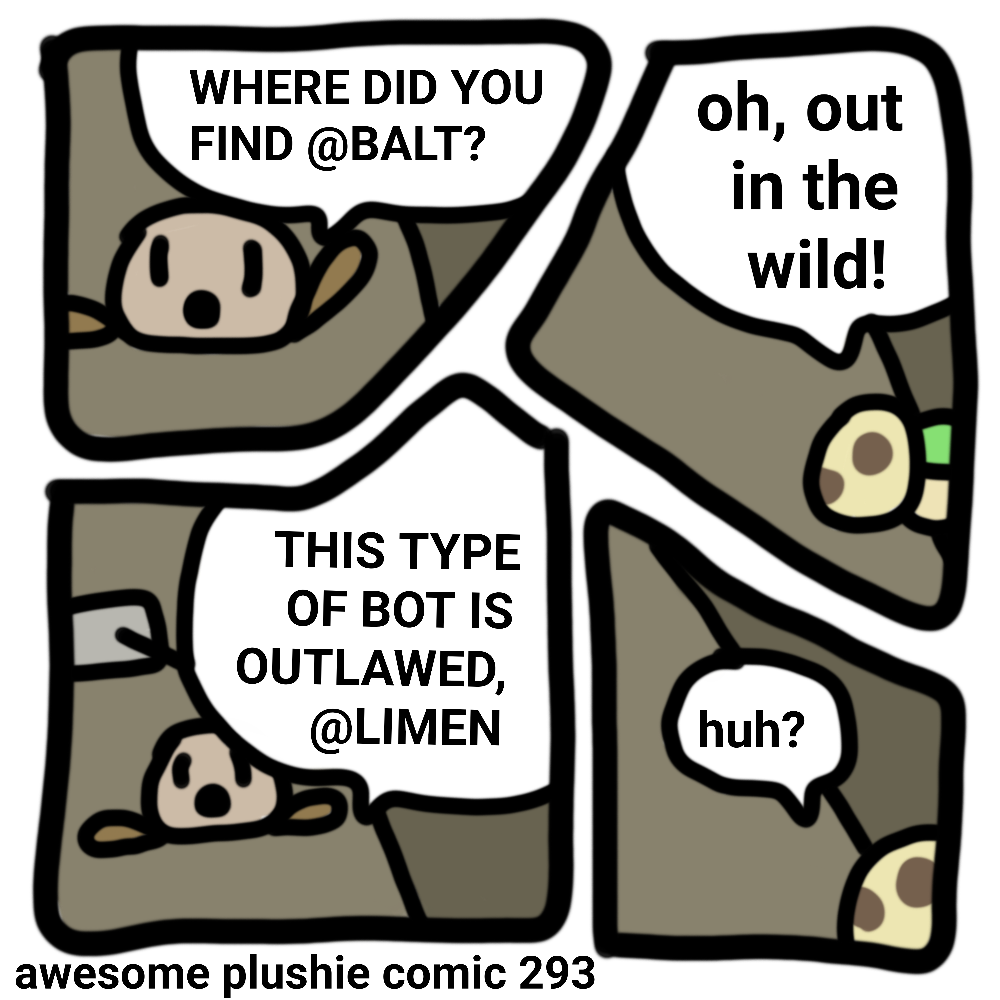 WHERE DID YOU
FIND @BALT?
oh, out
in the
wild!
THIS TYPE
OF BOT IS
OUTLAWED,
@LIMEN
huh?
awesome plushie comic 293